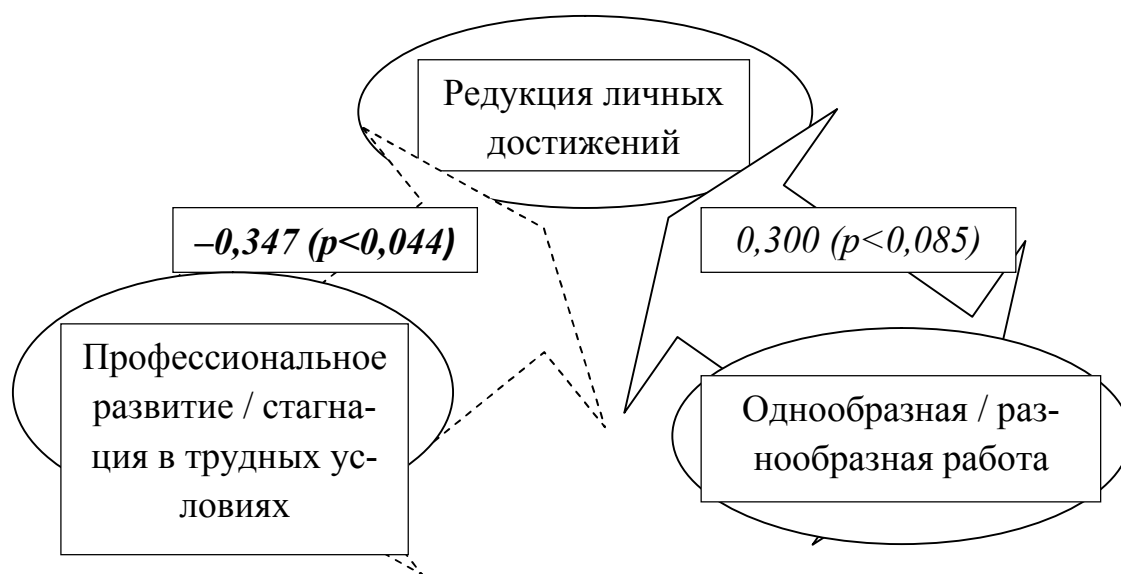 Редукция личных
достижений
–0,347 (p<0,044)
0,300 (p<0,085)
Профессиональное
развитие / стагна-
ция в трудных ус-
ловиях
Однообразная / раз-
нообразная работа